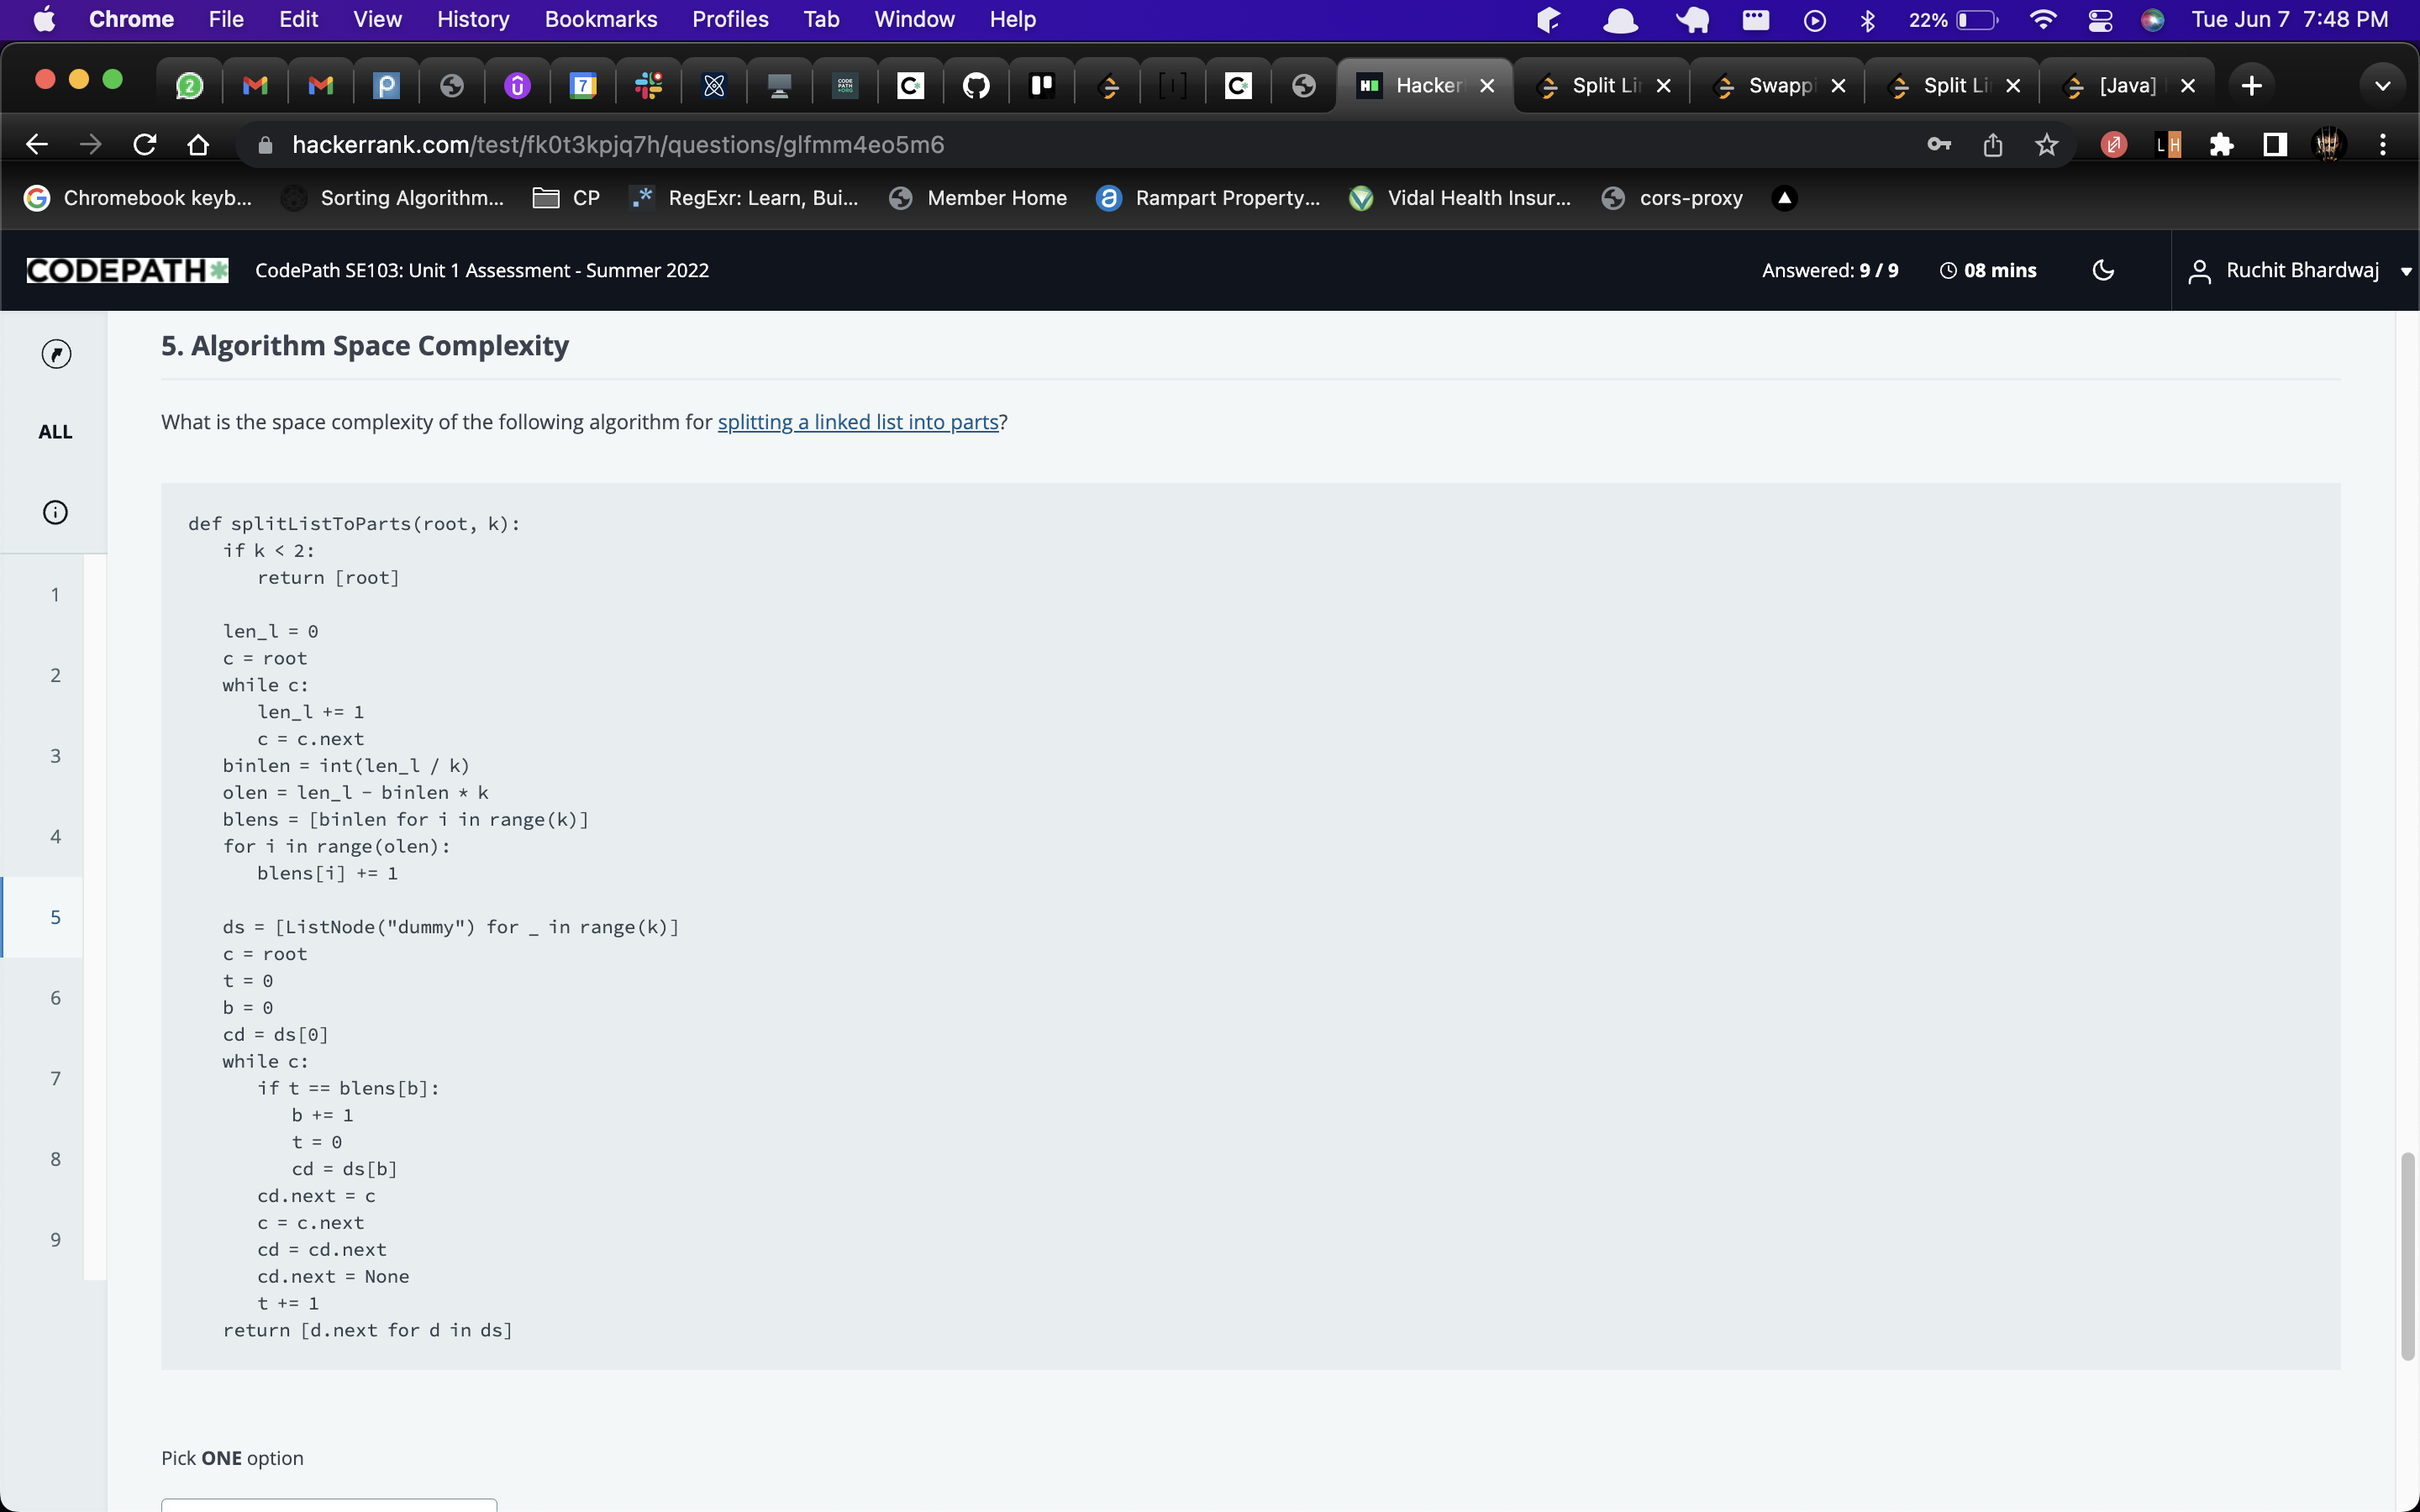 Chrome File Edit View History Bookmarks Profiles Tab Window Help 22% Tue Jun 7 7:48 PM
2 7 CODE PATH *ORG C* C* Hacker Split Li Swappi Split Li [Java]
hackerrank.com/test/fk0t3kpjq7h/questions/glfmm4eo5m6 LH
Chromebook keyb... Sorting Algorithm... CP RegExr: Learn, Bui... Member Home Rampart Property... Vidal Health Insur... cors-proxy
CODEPATH* CodePath SE103: Unit 1 Assessment - Summer 2022 Answered: 9 / 9 08 mins Ruchit Bhardwaj
5. Algorithm Space Complexity
ALL
What is the space complexity of the following algorithm for splitting a linked list into parts?
1
2
3
4
5
6
7
8
9
def splitListToParts(root, k):
   if k < 2:
      return [root]
   len_l = 0
   c = root
   while c:
      len_l += 1
      c = c.next
   binlen = int(len_l / k)
   olen = len_l - binlen * k
   blens = [binlen for i in range(k)]
   for i in range(olen):
      blens[i] += 1
   ds = [ListNode("dummy") for _ in range(k)]
   c = root
   t = 0
   b = 0
   cd = ds[0]
   while c:
      if t == blens[b]:
         b += 1
         t = 0
         cd = ds[b]
      cd.next = c
      c = c.next
      cd = cd.next
      cd.next = None
      t += 1
   return [d.next for d in ds]
Pick ONE option